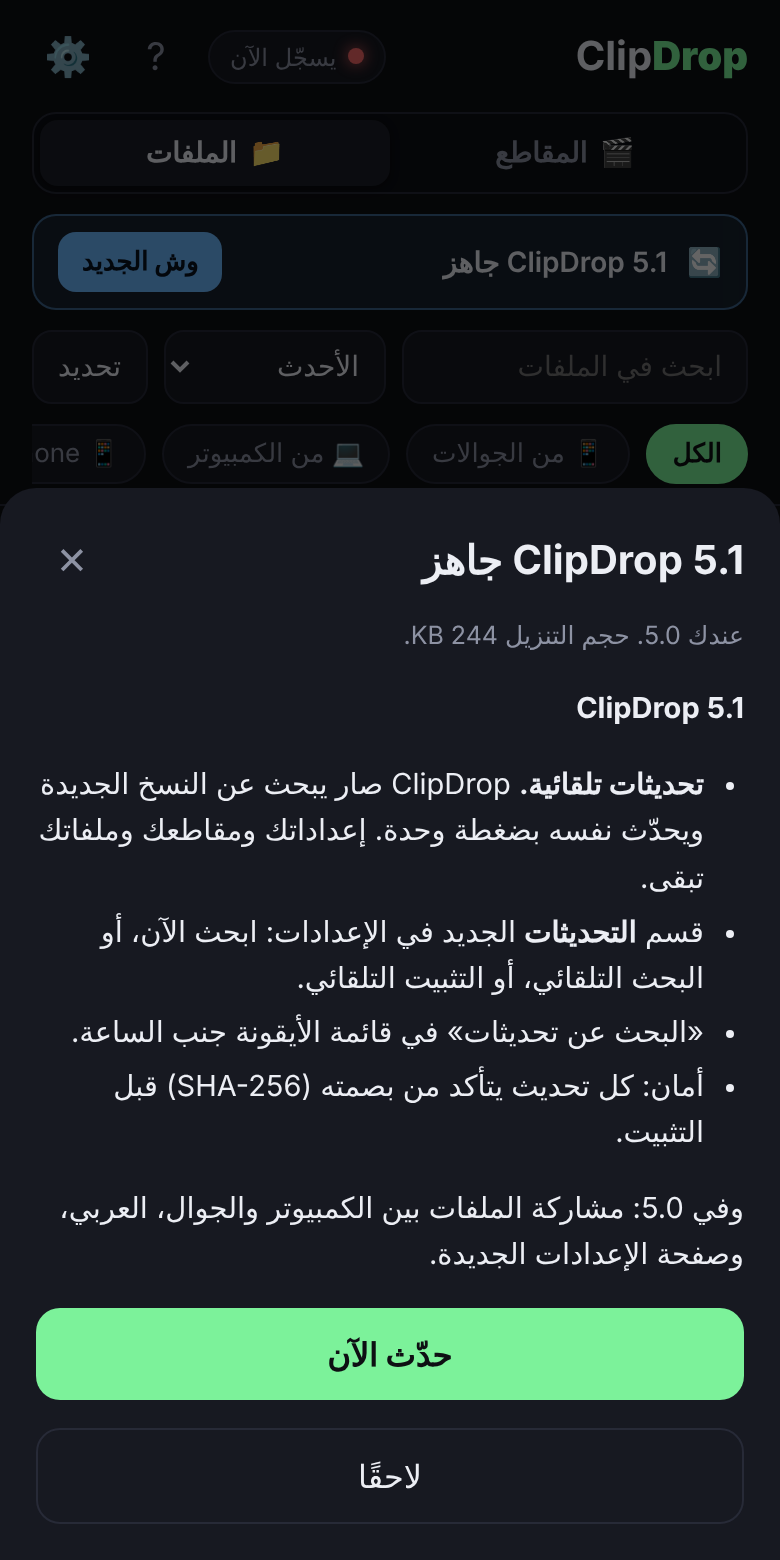 ClipDrop
يسجّل الآن
?
المقاطع
الملفات
ClipDrop 5.1 جاهز
وش الجديد
ابحث في الملفات
الأحدث
تحديد
الكل
من الجوالات
من الكمبيوتر
one
ClipDrop 5.1 جاهز
عندك 5.0. حجم التنزيل 244 KB.
ClipDrop 5.1
• تحديثات تلقائية. ClipDrop صار يبحث عن النسخ الجديدة
ويحدّث نفسه بضغطة وحدة. إعداداتك ومقاطعك وملفاتك
تبقى.
• قسم التحديثات الجديد في الإعدادات: ابحث الآن، أو
البحث التلقائي، أو التثبيت التلقائي.
• «البحث عن تحديثات» في قائمة الأيقونة جنب الساعة.
• أمان: كل تحديث يتأكد من بصمته (SHA-256) قبل
التثبيت.
وفي 5.0: مشاركة الملفات بين الكمبيوتر والجوال، العربي،
وصفحة الإعدادات الجديدة.
حدّث الآن
لاحقًا